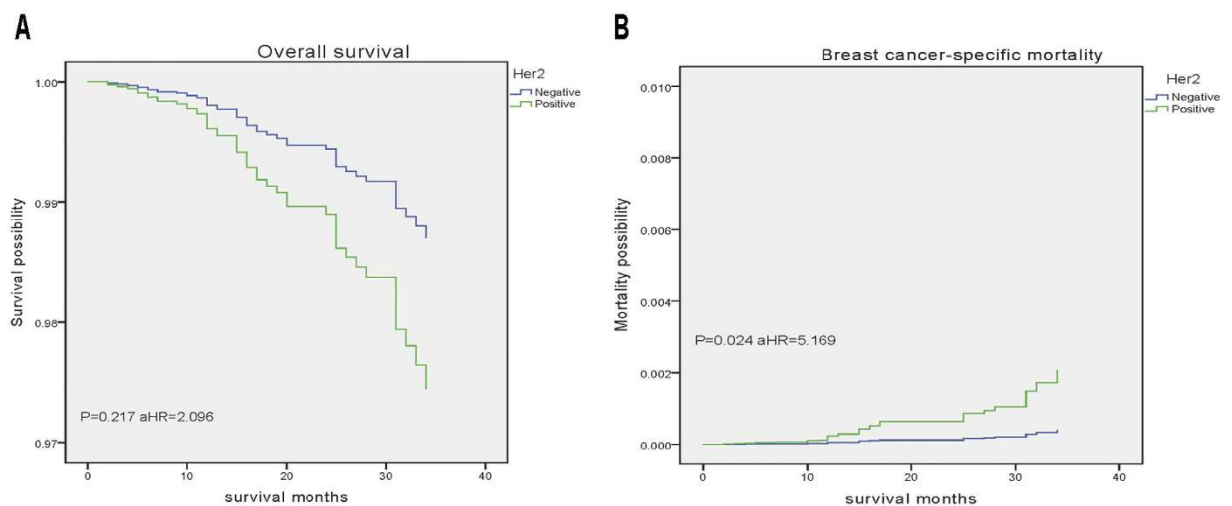 A
Overall survival
Her2
Negative
Positive
1.00
0.99
0.98
0.97
Survival possibility
P=0.217 aHR=2.096
0 10 20 30 40
survival months
B
Breast cancer-specific mortality
Her2
Negative
Positive
0.010
0.008
0.006
0.004
0.002
0.000
Mortality possibility
P=0.024 aHR=5.169
0 10 20 30 40
survival months